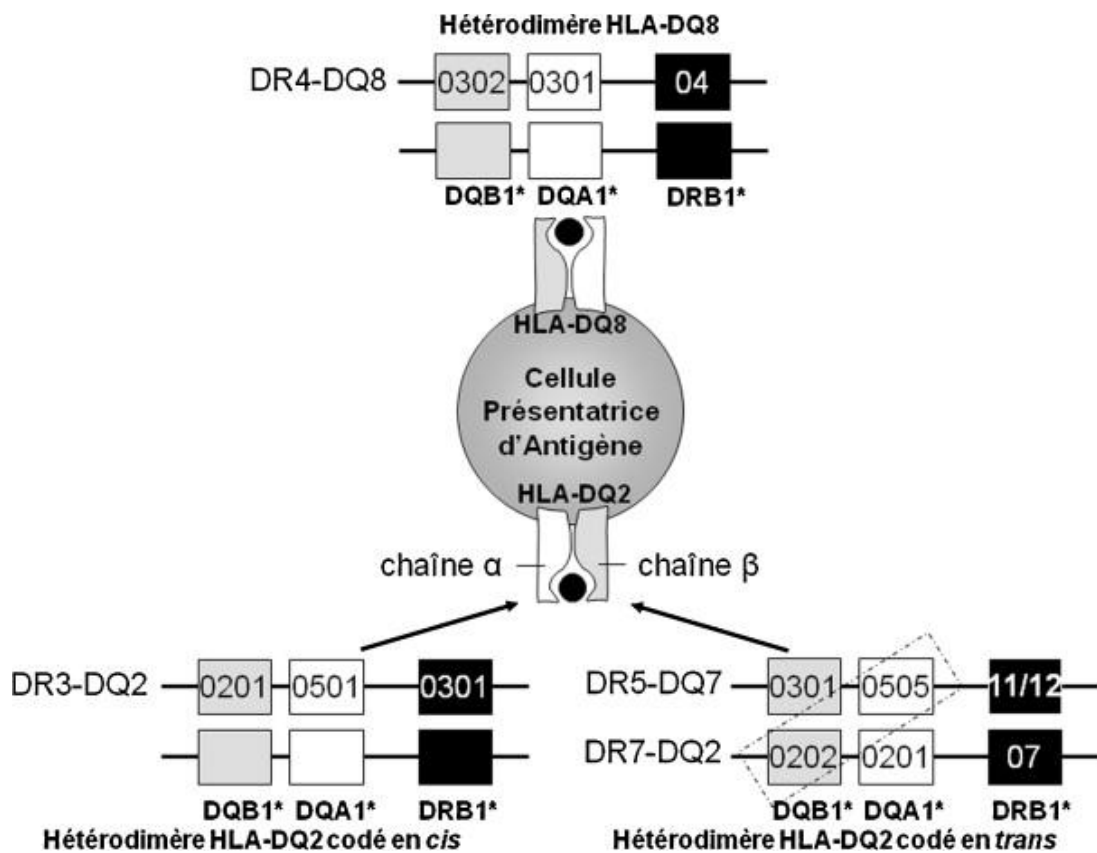 Hétérodimère HLA-DQ8
DR4-DQ8 0302 0301 04
DQB1* DQA1* DRB1*
HLA-DQ8
Cellule
Présentatrice
d'Antigène
HLA-DQ2
chaîne α chaîne β
DR3-DQ2 0201 0501 0301
DQB1* DQA1* DRB1*
Hétérodimère HLA-DQ2 codé en cis
DR5-DQ7 0301 0505 11/12
DR7-DQ2 0202 0201 07
DQB1* DQA1* DRB1*
Hétérodimère HLA-DQ2 codé en trans